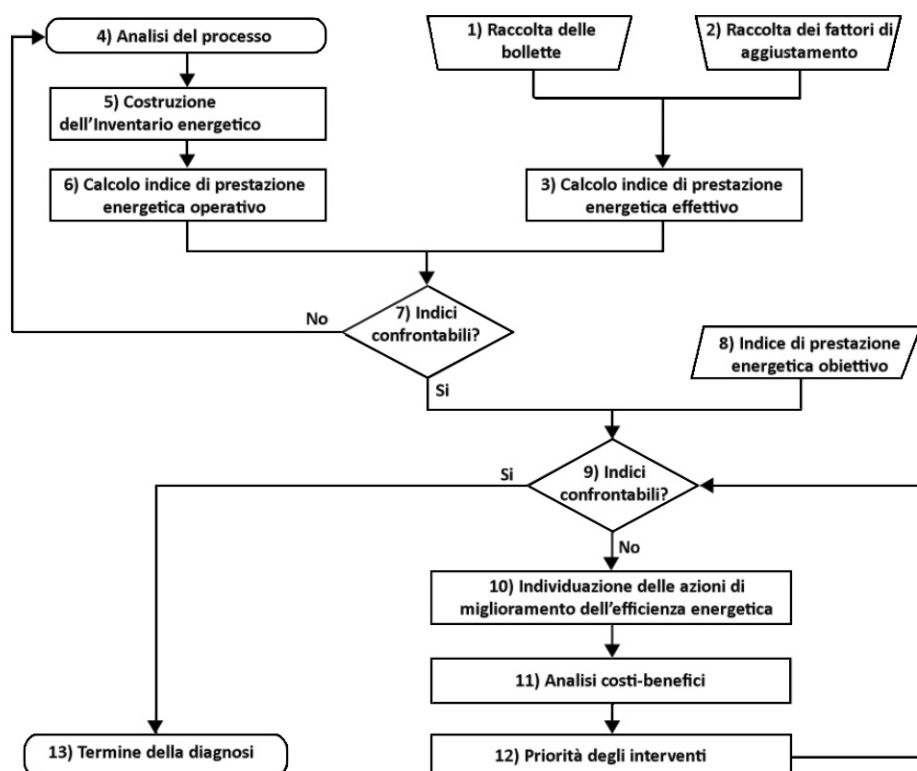 4) Analisi del processo
1) Raccolta delle
bollette
2) Raccolta dei fattori di
aggiustamento
5) Costruzione
dell'Inventario energetico
6) Calcolo indice di prestazione
energetica operativo
3) Calcolo indice di prestazione
energetica effettivo
7) Indici
confrontabili?
No
Si
8) Indice di prestazione
energetica obiettivo
9) Indici
confrontabili?
Si
No
10) Individuazione delle azioni di
miglioramento dell'efficienza energetica
11) Analisi costi-benefici
12) Priorità degli interventi
13) Termine della diagnosi